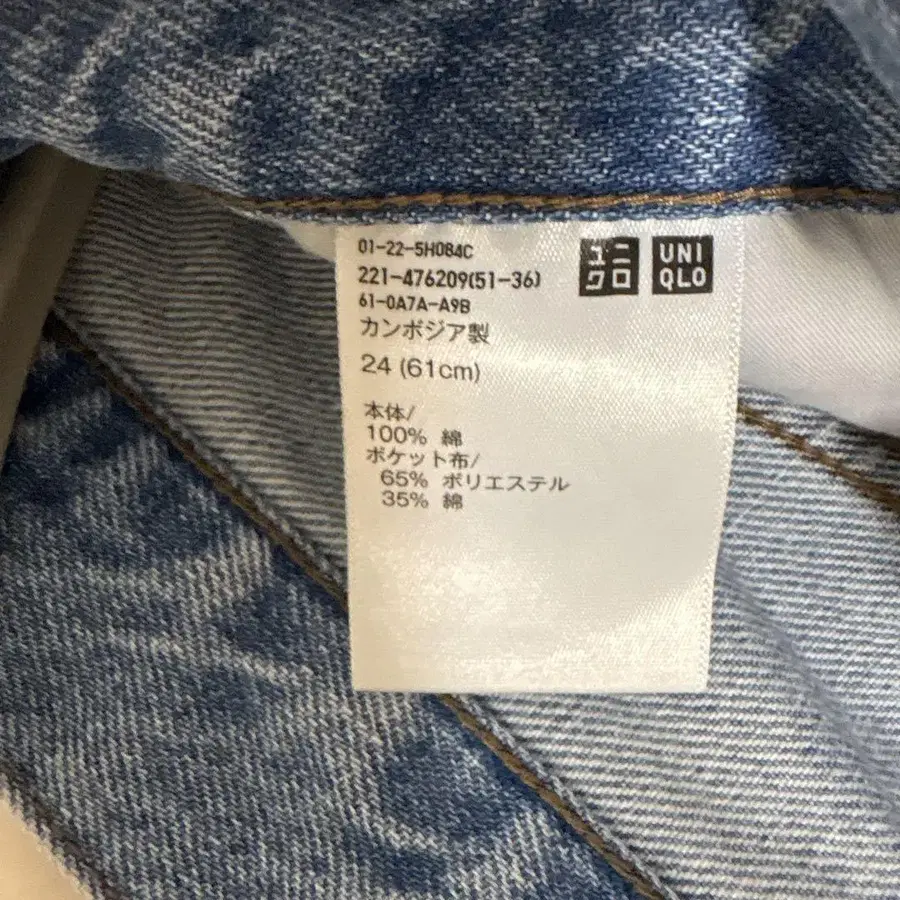 01-22-5H084C
221-476209(51-36)
61-0A7A-A9B
カンボジア製
24 (61cm)
本体/
100% 綿
ポケット布/
65% ポリエステル
35% 綿
ユニ
クロ
UNI
QLO